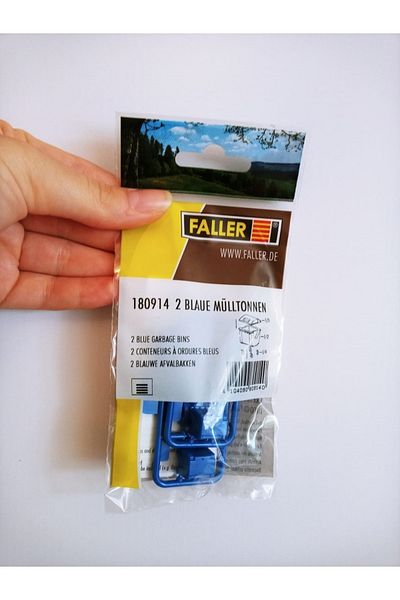 FALLER
WWW.FALLER.DE
180914 2 BLAUE MÜLLTONNEN
2 BLUE GARBAGE BINS
2 CONTENEURS À ORDURES BLEUS
2 BLAUWE AFVALBAKKEN